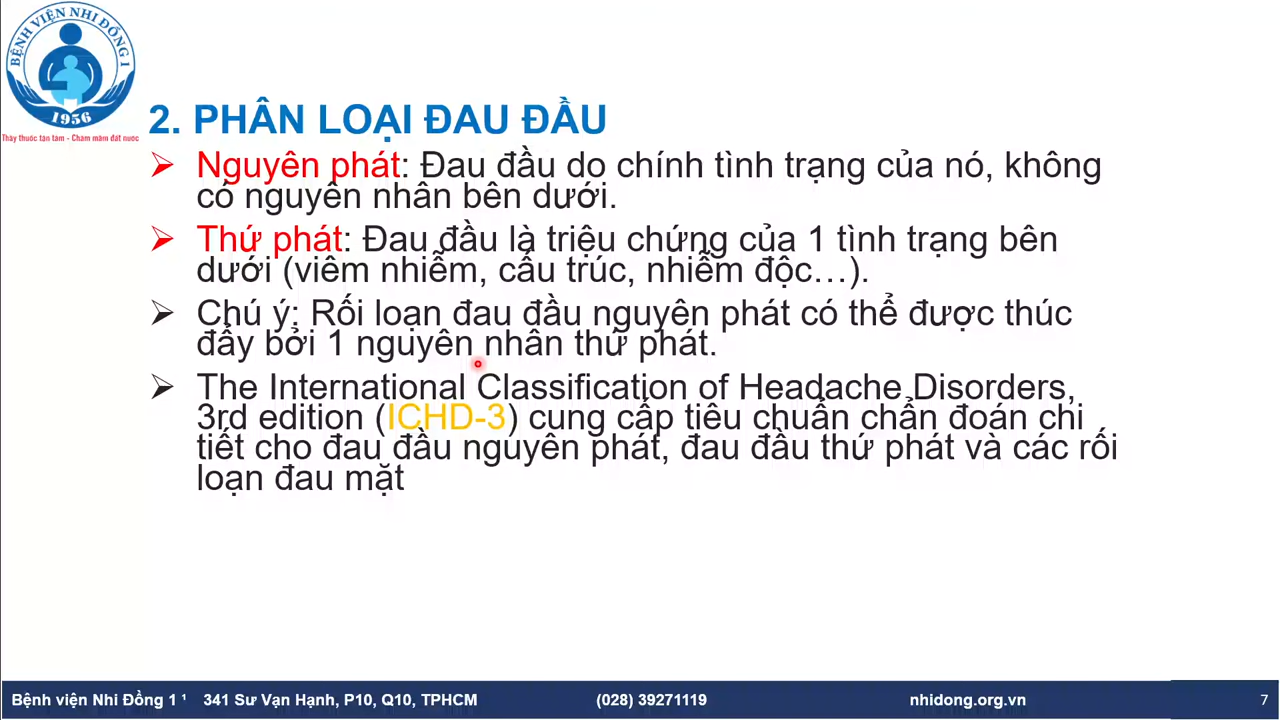 BỆNH VIỆN NHI ĐỒNG 1
1956
Thầy thuốc tận tâm - Chăm mầm đất nước
2. PHÂN LOẠI ĐAU ĐẦU
➢ Nguyên phát: Đau đầu do chính tình trạng của nó, không
có nguyên nhân bên dưới.
➢ Thứ phát: Đau đầu là triệu chứng của 1 tình trạng bên
dưới (viêm nhiễm, cấu trúc, nhiễm độc…).
➢ Chú ý: Rối loạn đau đầu nguyên phát có thể được thúc
đẩy bởi 1 nguyên nhân thứ phát.
➢ The International Classification of Headache Disorders,
3rd edition (ICHD-3) cung cấp tiêu chuẩn chẩn đoán chi
tiết cho đau đầu nguyên phát, đau đầu thứ phát và các rối
loạn đau mặt
Bệnh viện Nhi Đồng 1 ¹ 341 Sư Vạn Hạnh, P10, Q10, TPHCM (028) 39271119 nhidong.org.vn 7